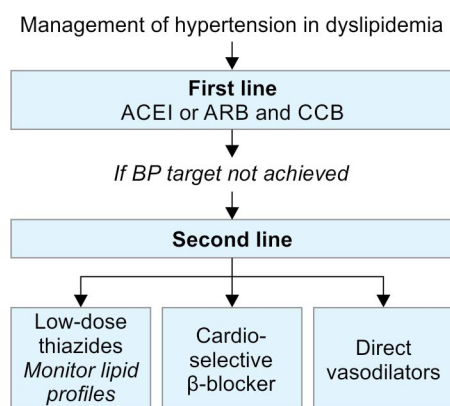 Management of hypertension in dyslipidemia
First line
ACEI or ARB and CCB
If BP target not achieved
Second line
Low-dose
thiazides
Monitor lipid
profiles
Cardio-
selective
β-blocker
Direct
vasodilators